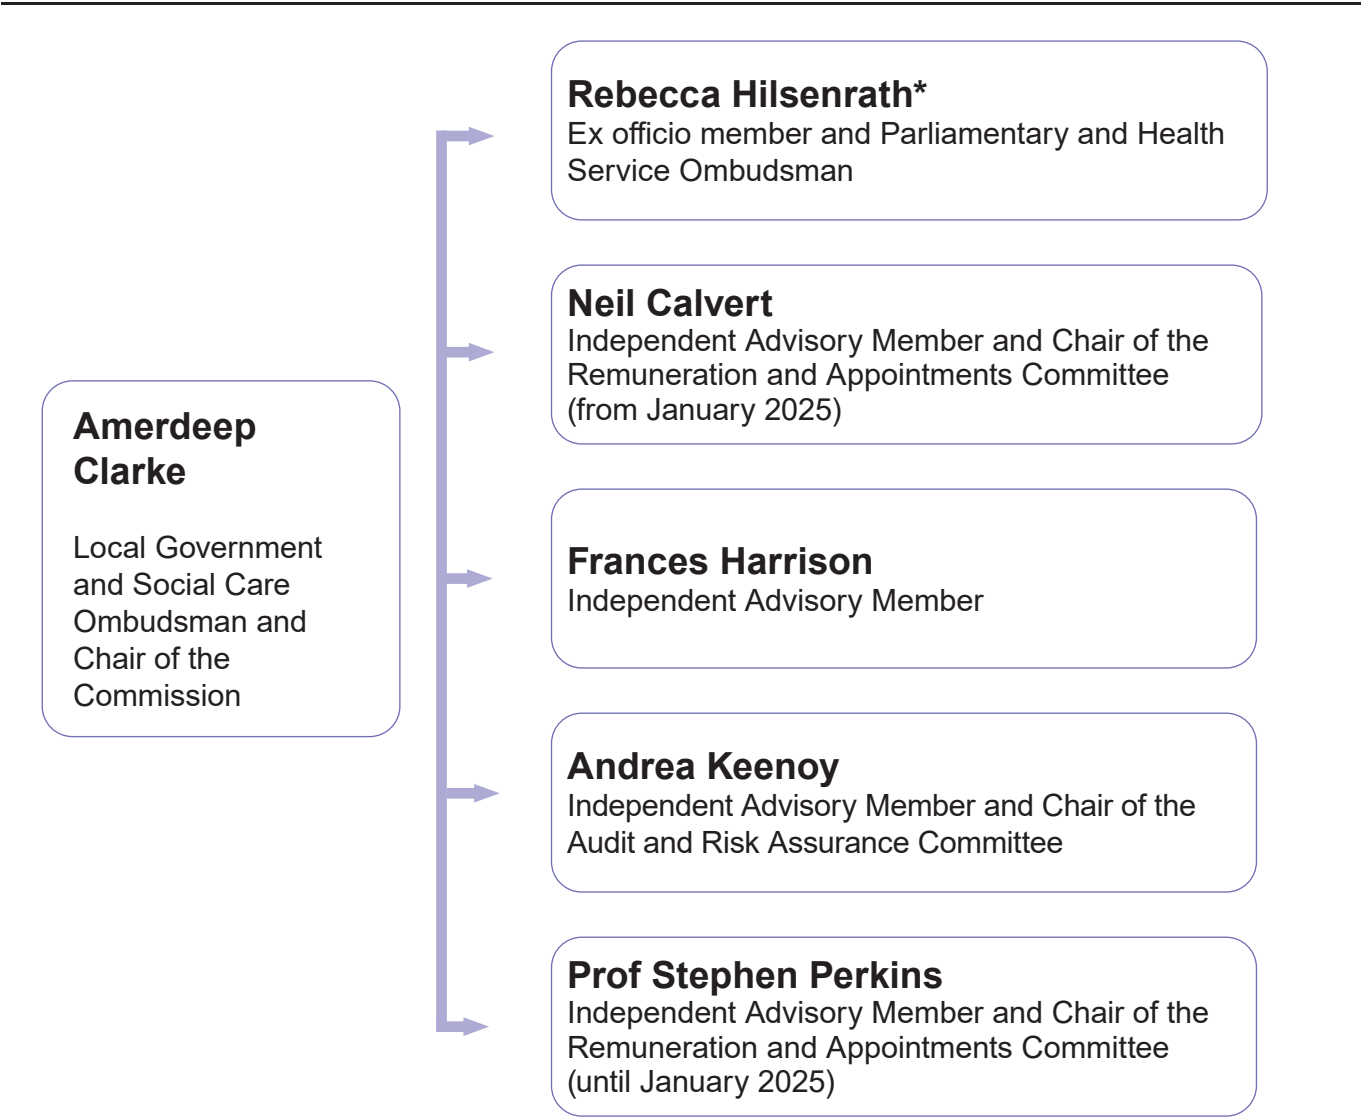 Amerdeep
Clarke
Local Government
and Social Care
Ombudsman and
Chair of the
Commission
Rebecca Hilsenrath*
Ex officio member and Parliamentary and Health
Service Ombudsman
Neil Calvert
Independent Advisory Member and Chair of the
Remuneration and Appointments Committee
(from January 2025)
Frances Harrison
Independent Advisory Member
Andrea Keenoy
Independent Advisory Member and Chair of the
Audit and Risk Assurance Committee
Prof Stephen Perkins
Independent Advisory Member and Chair of the
Remuneration and Appointments Committee
(until January 2025)